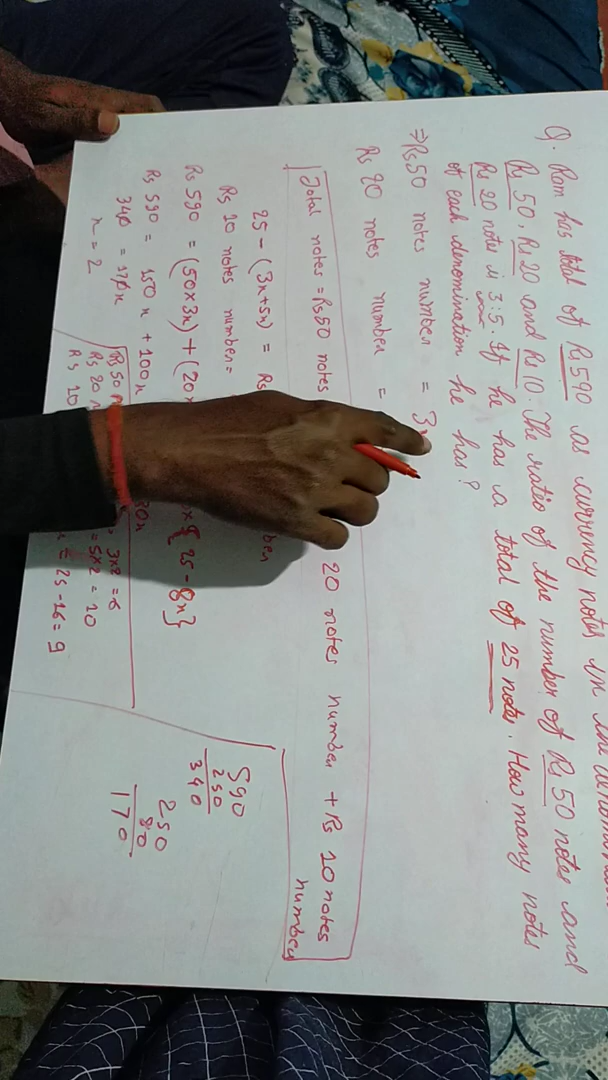 Q. Ram has total of Rs 590 as currency notes in
Rs 50, Rs 20 and Rs 10. The ratio of the number of Rs 50 notes and
Rs 20 notes is 3:5. If he has a total of 25 notes. How many notes
of each denomination he has?
⇒ Rs 50 notes number = 3
Rs 20 notes number =
Total notes = Rs 50 notes 20 notes number + Rs 10 notes
number
25 - (3x+5x) = Rs
Rs 10 notes number =
Rs 590 = (50×3x) + (20 {25-8x}
Rs 590 = 150x + 100x 80x
340 = 170x
x = 2
Rs 50 3×2 = 6
Rs 20 = 5×2 = 10
Rs 10 = 25-16 = 9
590
250
340
250
80
170